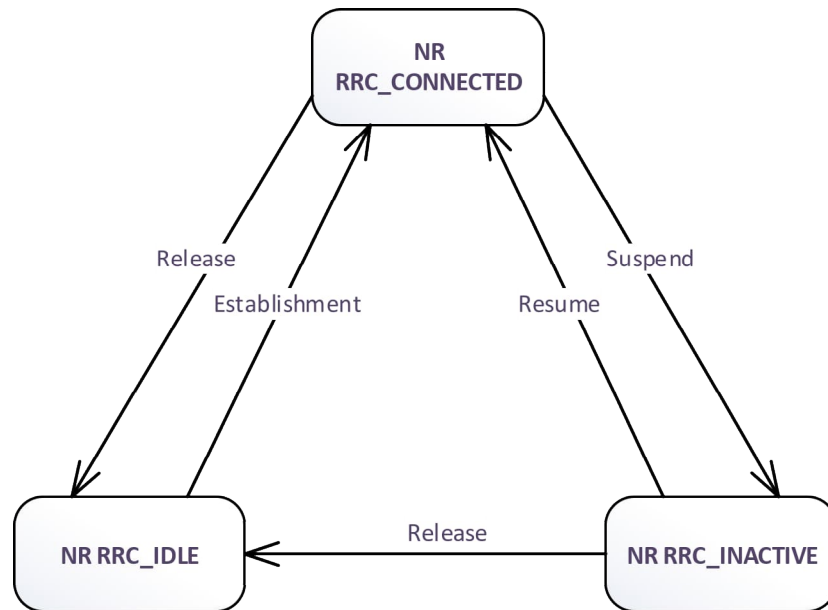 NR
RRC_CONNECTED
Release
Suspend
Establishment
Resume
Release
NR RRC_IDLE
NR RRC_INACTIVE